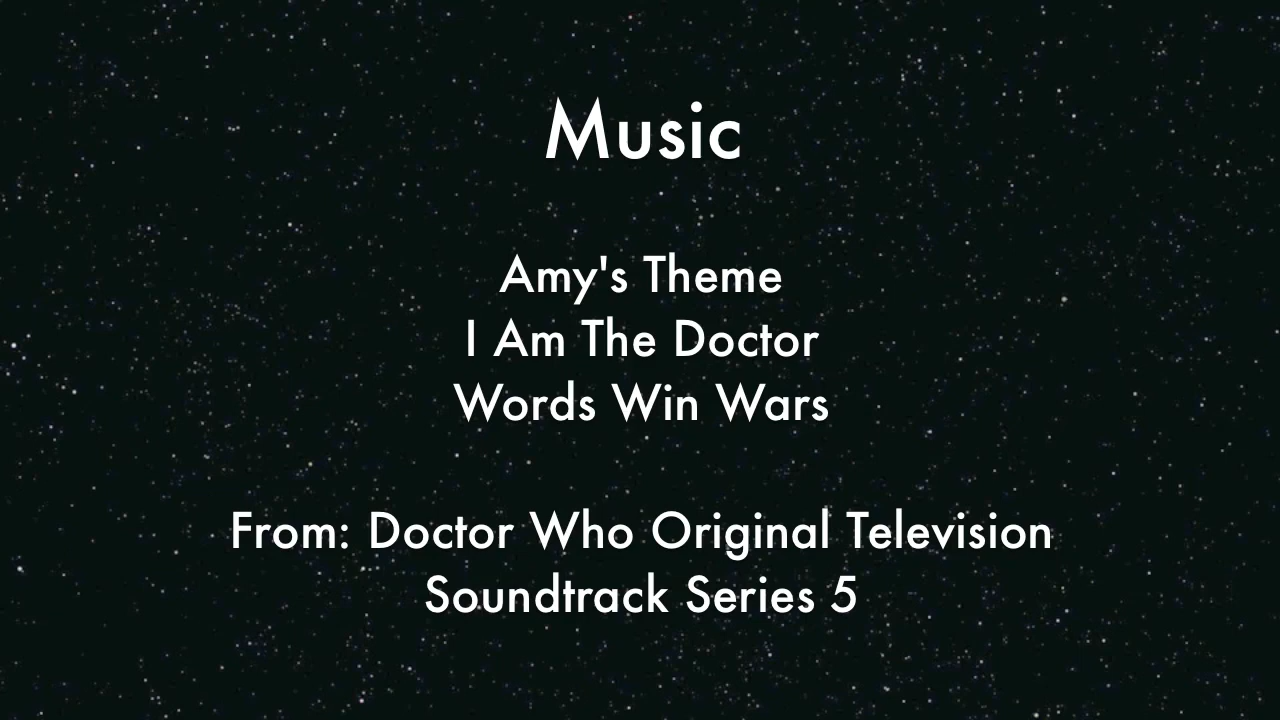 Music
Amy's Theme
I Am The Doctor
Words Win Wars
From: Doctor Who Original Television
Soundtrack Series 5